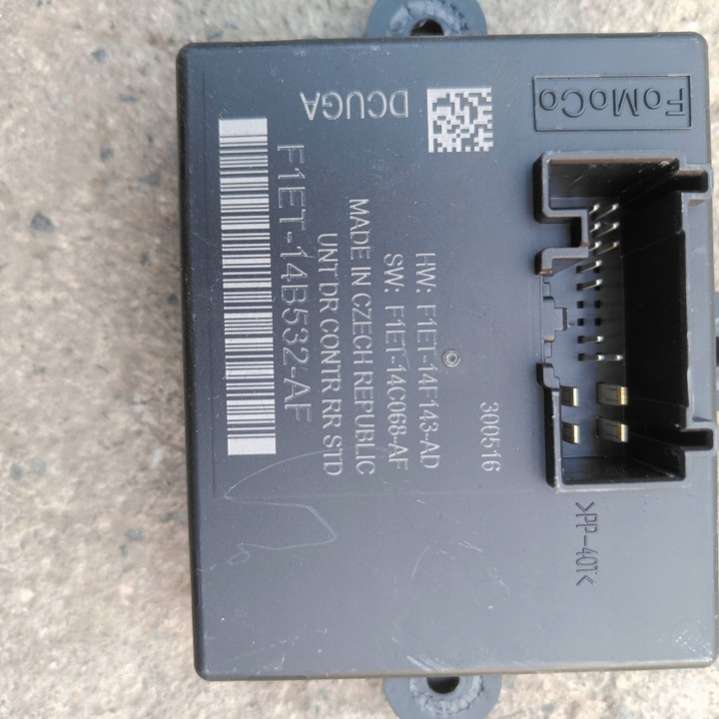 FoMoCo
DCUGA
300516
HW: F1ET-14F143-AD
SW: F1ET-14C068-AF
MADE IN CZECH REPUBLIC
UNT DR CONTR RR STD
F1ET-14B532-AF
>PP-40T<